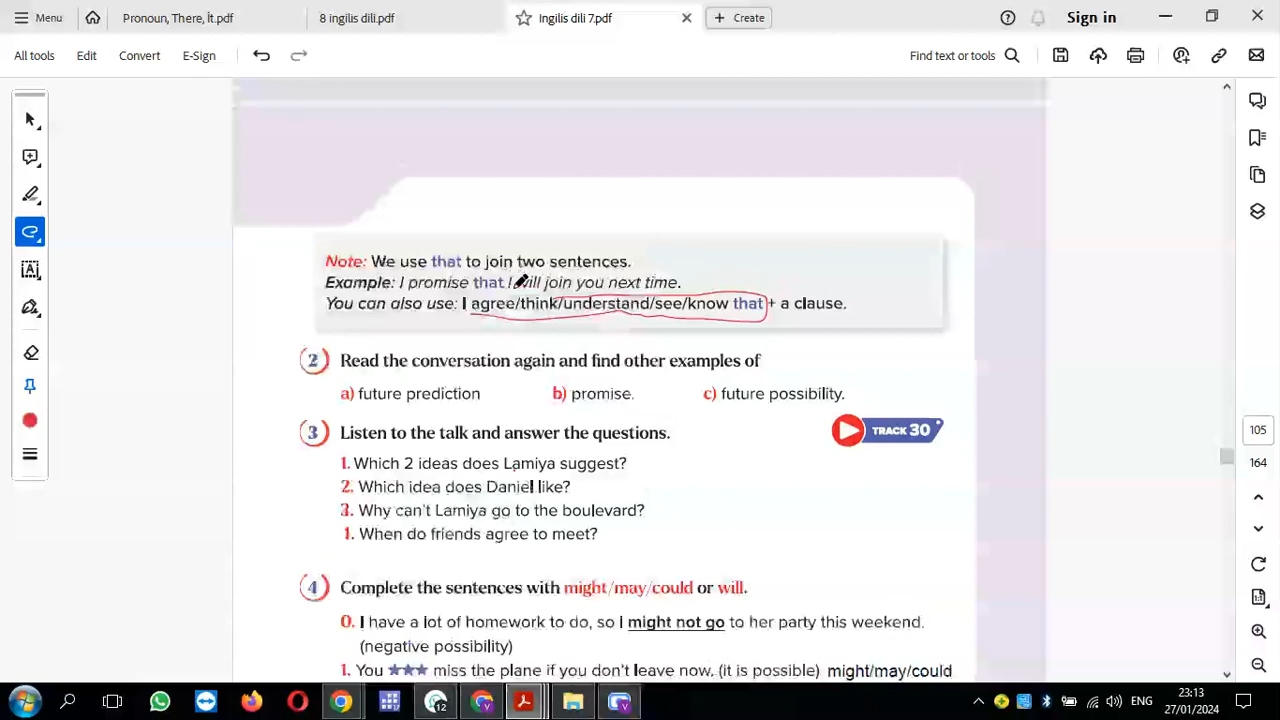 Menu
Pronoun, There, İt.pdf
8 ingilis dili.pdf
Ingilis dili 7.pdf
Create
Sign in
All tools
Edit
Convert
E-Sign
Find text or tools
Note: We use that to join two sentences.
Example: I promise that I will join you next time.
You can also use: I agree/think/understand/see/know that + a clause.
2 Read the conversation again and find other examples of
a) future prediction b) promise. c) future possibility.
3 Listen to the talk and answer the questions.
TRACK 30
1. Which 2 ideas does Lamiya suggest?
2. Which idea does Daniel like?
3. Why can't Lamiya go to the boulevard?
1. When do friends agree to meet?
4 Complete the sentences with might/may/could or will.
0. I have a lot of homework to do, so I might not go to her party this weekend.
(negative possibility)
1. You ★★★ miss the plane if you don't leave now. (it is possible) might/may/could
105
164
12
ENG
23:13
27/01/2024